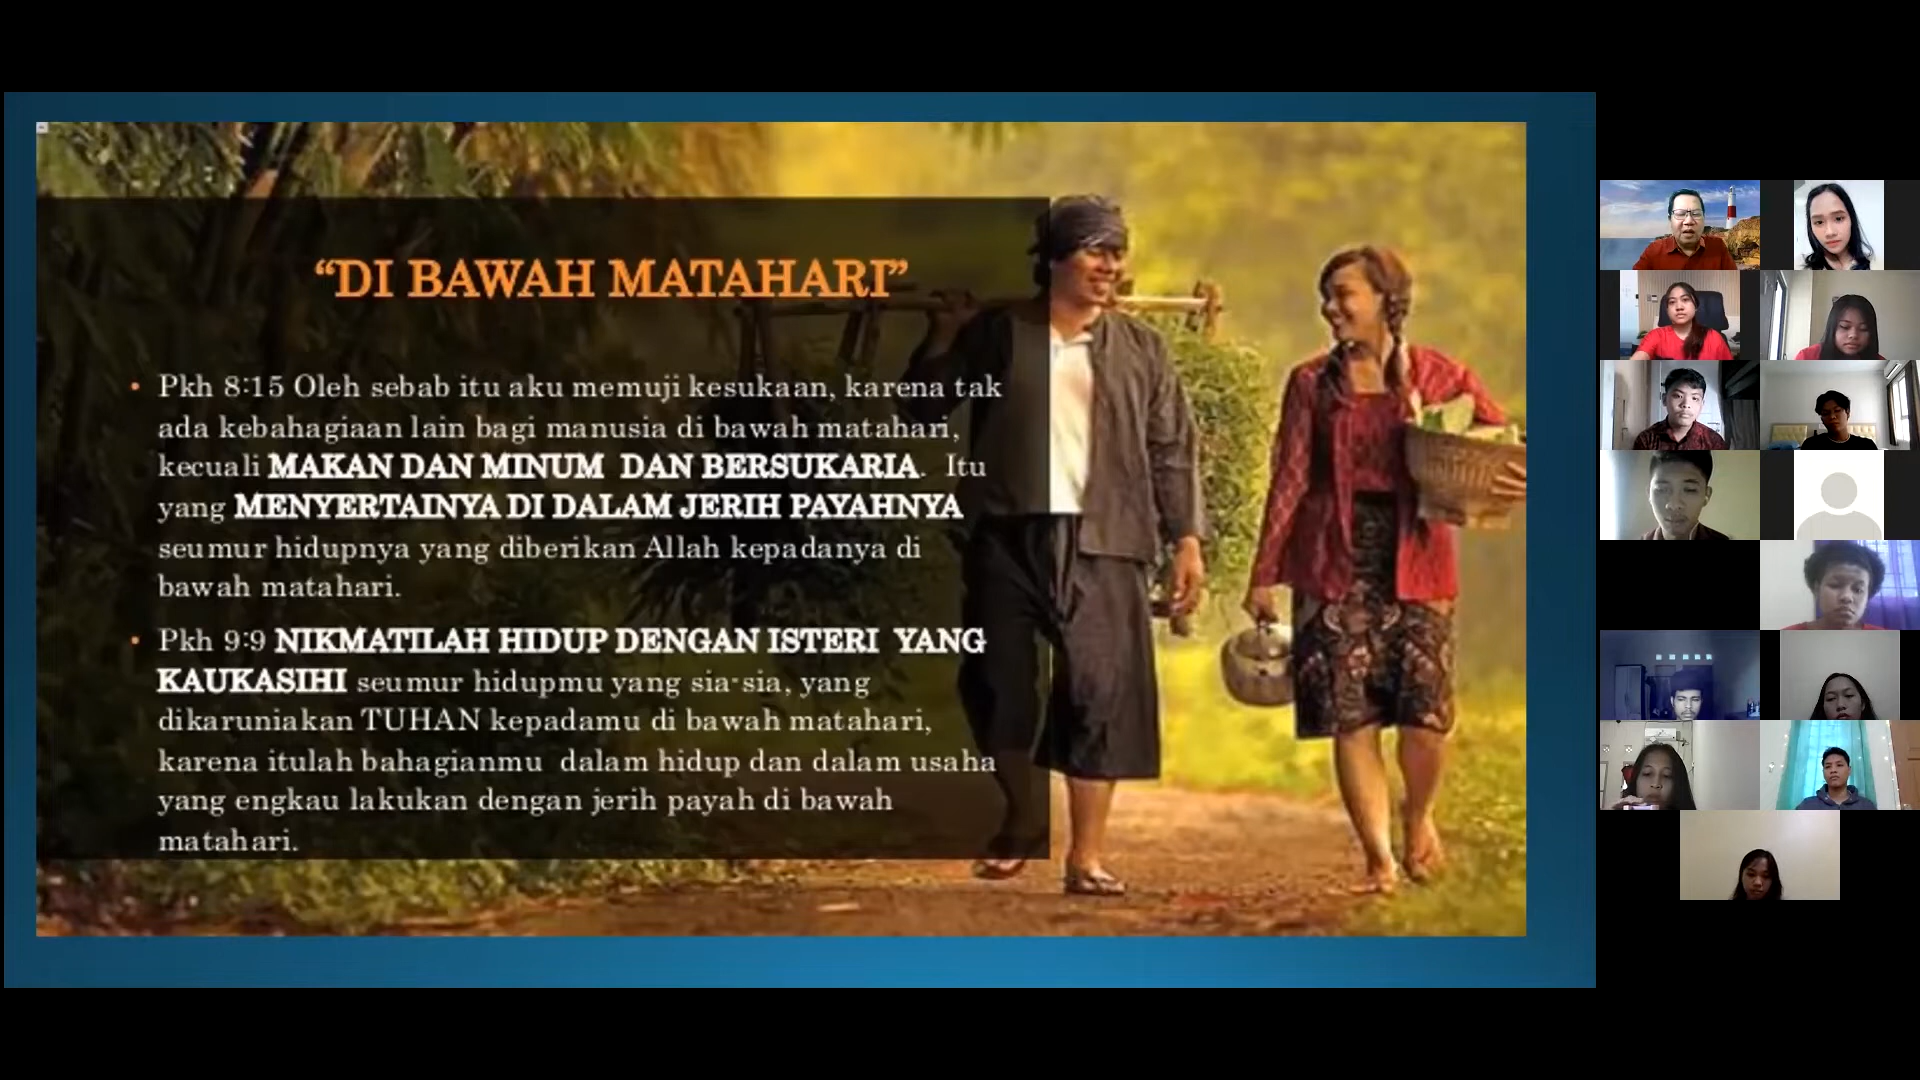 “DI BAWAH MATAHARI”
• Pkh 8:15 Oleh sebab itu aku memuji kesukaan, karena tak
ada kebahagiaan lain bagi manusia di bawah matahari,
kecuali MAKAN DAN MINUM DAN BERSUKARIA. Itu
yang MENYERTAINYA DI DALAM JERIH PAYAHNYA
seumur hidupnya yang diberikan Allah kepadanya di
bawah matahari.
• Pkh 9:9 NIKMATILAH HIDUP DENGAN ISTERI YANG
KAUKASIHI seumur hidupmu yang sia-sia, yang
dikaruniakan TUHAN kepadamu di bawah matahari,
karena itulah bahagianmu dalam hidup dan dalam usaha
yang engkau lakukan dengan jerih payah di bawah
matahari.